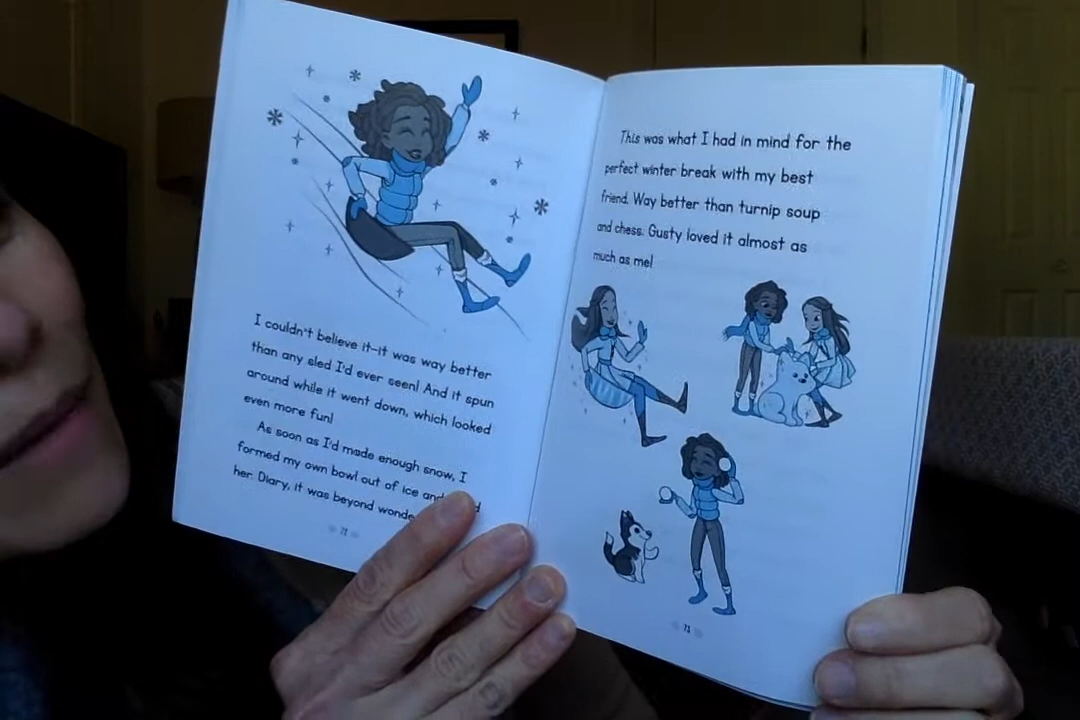 I couldn't believe it—it was way better
than any sled I'd ever seen! And it spun
around while it went down, which looked
even more fun!
As soon as I'd made enough snow, I
formed my own bowl out of ice and
her. Diary, it was beyond
72
This was what I had in mind for the
perfect winter break with my best
friend. Way better than turnip soup
and chess. Gusty loved it almost as
much as me!
73